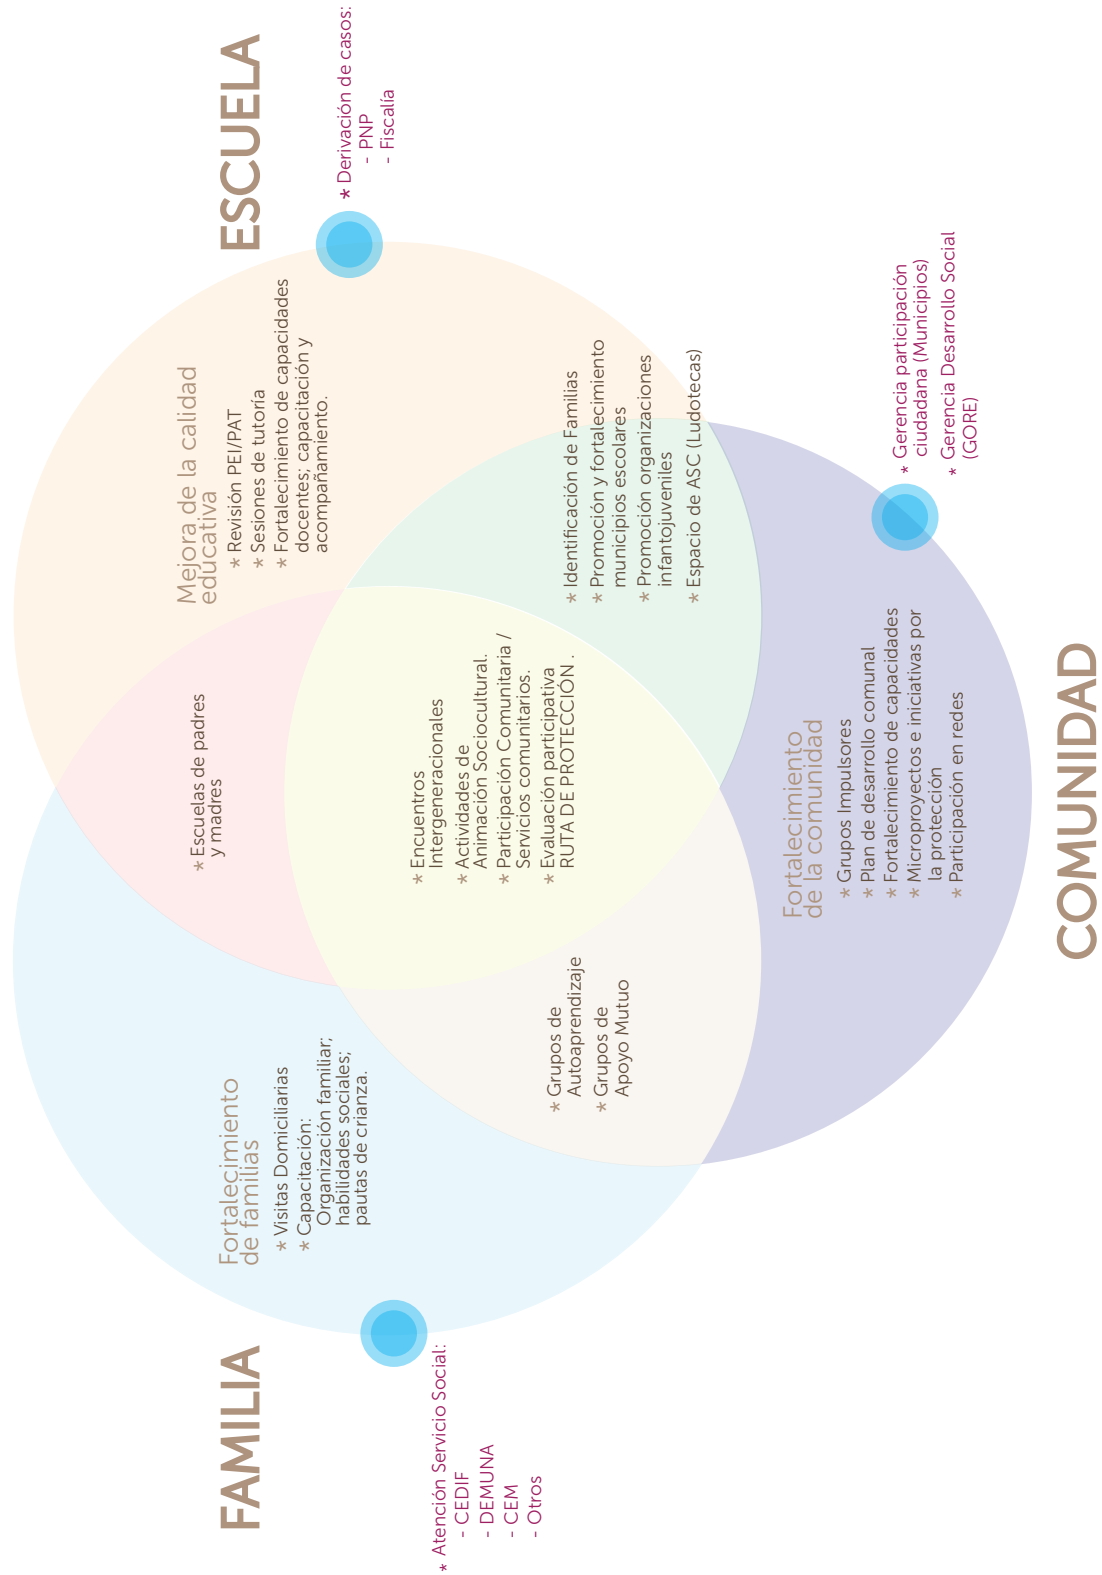 FAMILIA
ESCUELA
Fortalecimiento
de familias
* Visitas Domiciliarias
* Capacitación:
Organización familiar;
habilidades sociales;
pautas de crianza.
* Escuelas de padres
y madres
Mejora de la calidad
educativa
* Revisión PEI/PAT
* Sesiones de tutoría
* Fortalecimiento de capacidades
docentes; capacitación y
acompañamiento.
* Derivación de casos:
- PNP
- Fiscalía
* Atención Servicio Social:
- CEDIF
- DEMUNA
- CEM
- Otros
* Encuentros
Intergeneracionales
* Actividades de
Animación Sociocultural.
* Participación Comunitaria /
Servicios comunitarios.
* Evaluación participativa
RUTA DE PROTECCIÓN .
* Grupos de
Autoaprendizaje
* Grupos de
Apoyo Mutuo
* Identificación de Familias
* Promoción y fortalecimiento
municipios escolares
* Promoción organizaciones
infantojuveniles
* Espacio de ASC (Ludotecas)
Fortalecimiento
de la comunidad
* Grupos Impulsores
* Plan de desarrollo comunal
* Fortalecimiento de capacidades
* Microproyectos e iniciativas por
la protección
* Participación en redes
* Gerencia participación
ciudadana (Municipios)
* Gerencia Desarrollo Social
(GORE)
COMUNIDAD